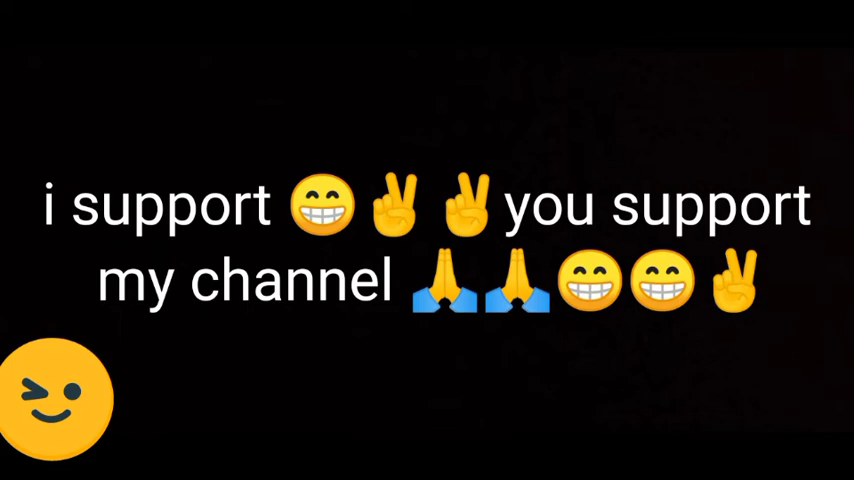 i support 😁✌️✌️you support
my channel 🙏🙏😁😁✌️